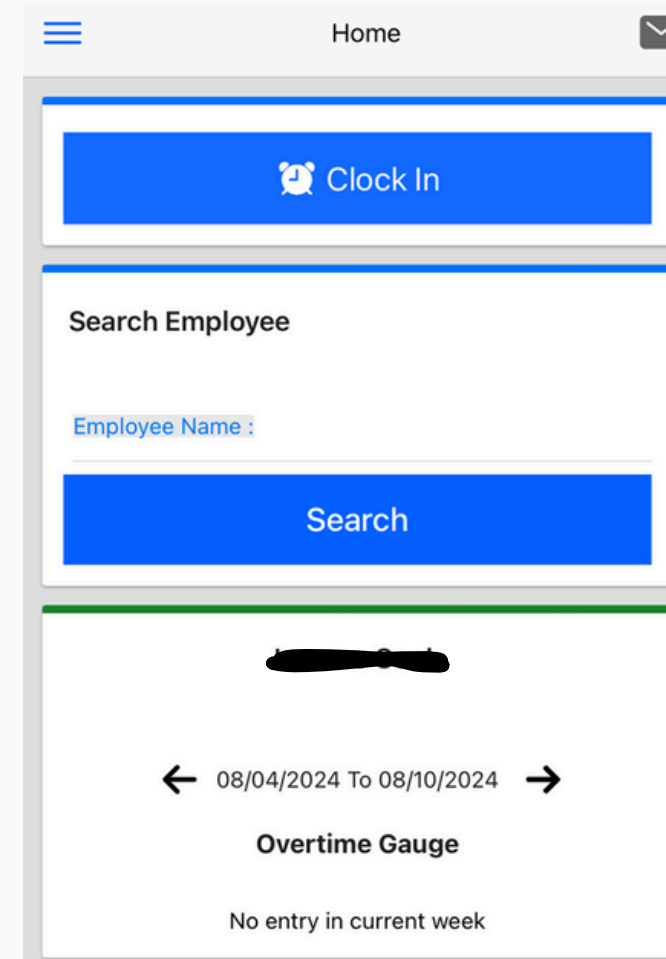 Home
Clock In
Search Employee
Employee Name :
Search
08/04/2024 To 08/10/2024
Overtime Gauge
No entry in current week